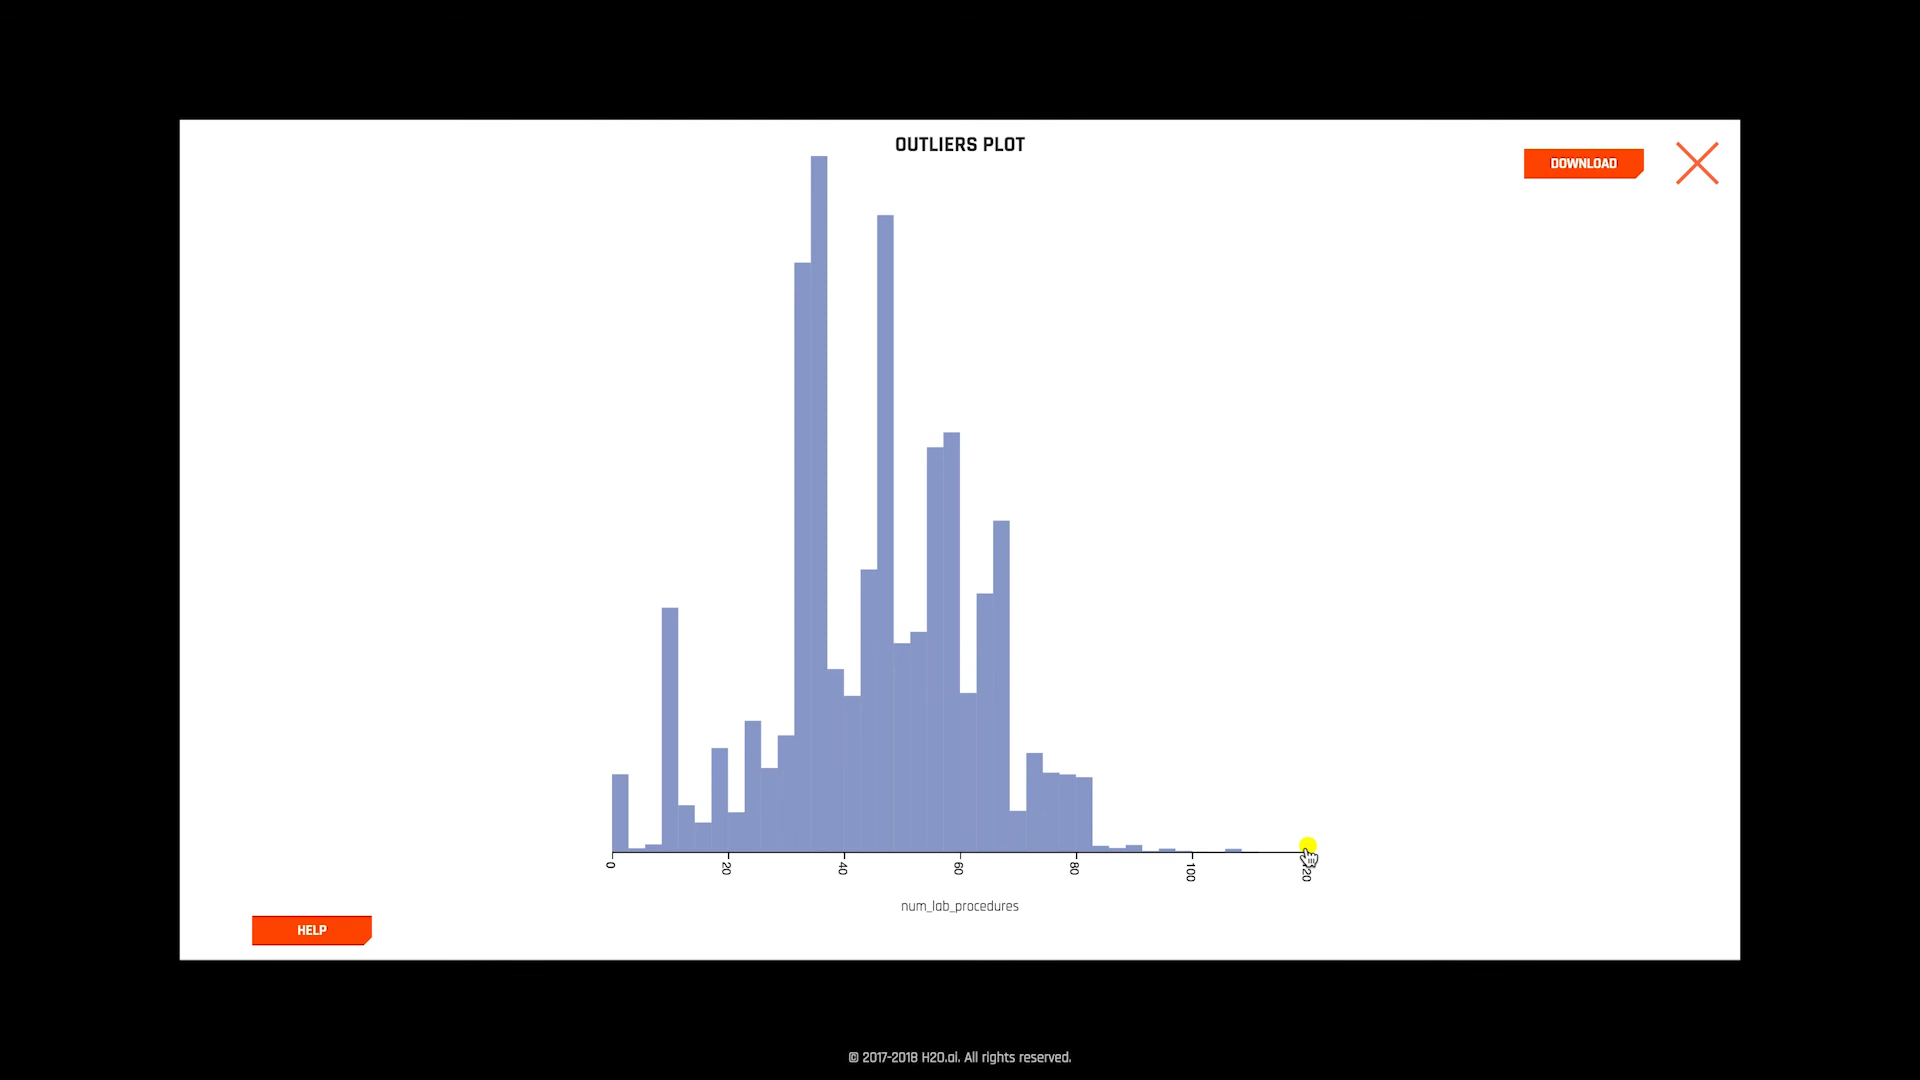 OUTLIERS PLOT
DOWNLOAD
0 20 40 60 80 100
num_lab_procedures
HELP
© 2017-2018 H2O.ai. All rights reserved.